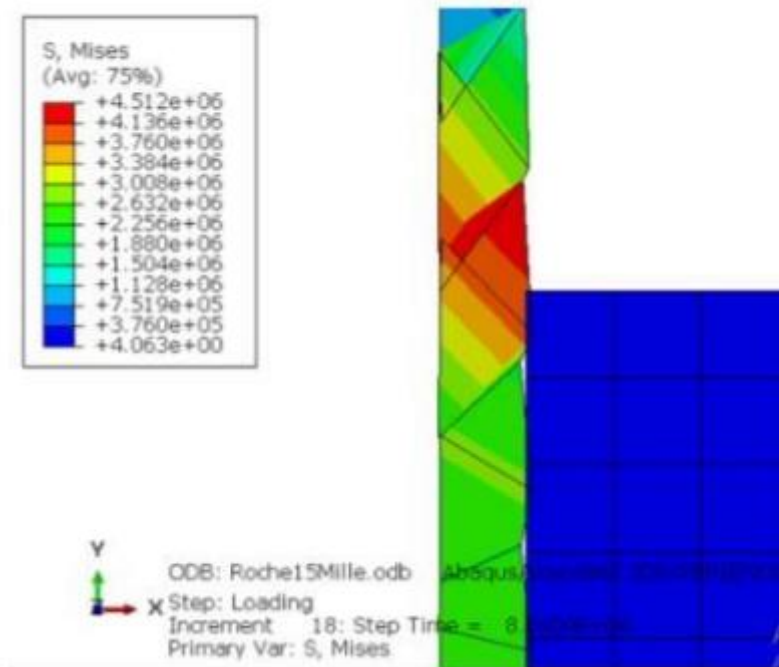 S, Mises
(Avg: 75%)
+4.512e+06
+4.136e+06
+3.760e+06
+3.384e+06
+3.008e+06
+2.632e+06
+2.256e+06
+1.880e+06
+1.504e+06
+1.128e+06
+7.519e+05
+3.760e+05
+4.063e+00
Y
X
ODB: Roche15Mille.odb Abaqus/
Step: Loading
Increment 18: Step Time = 8.
Primary Var: S, Mises